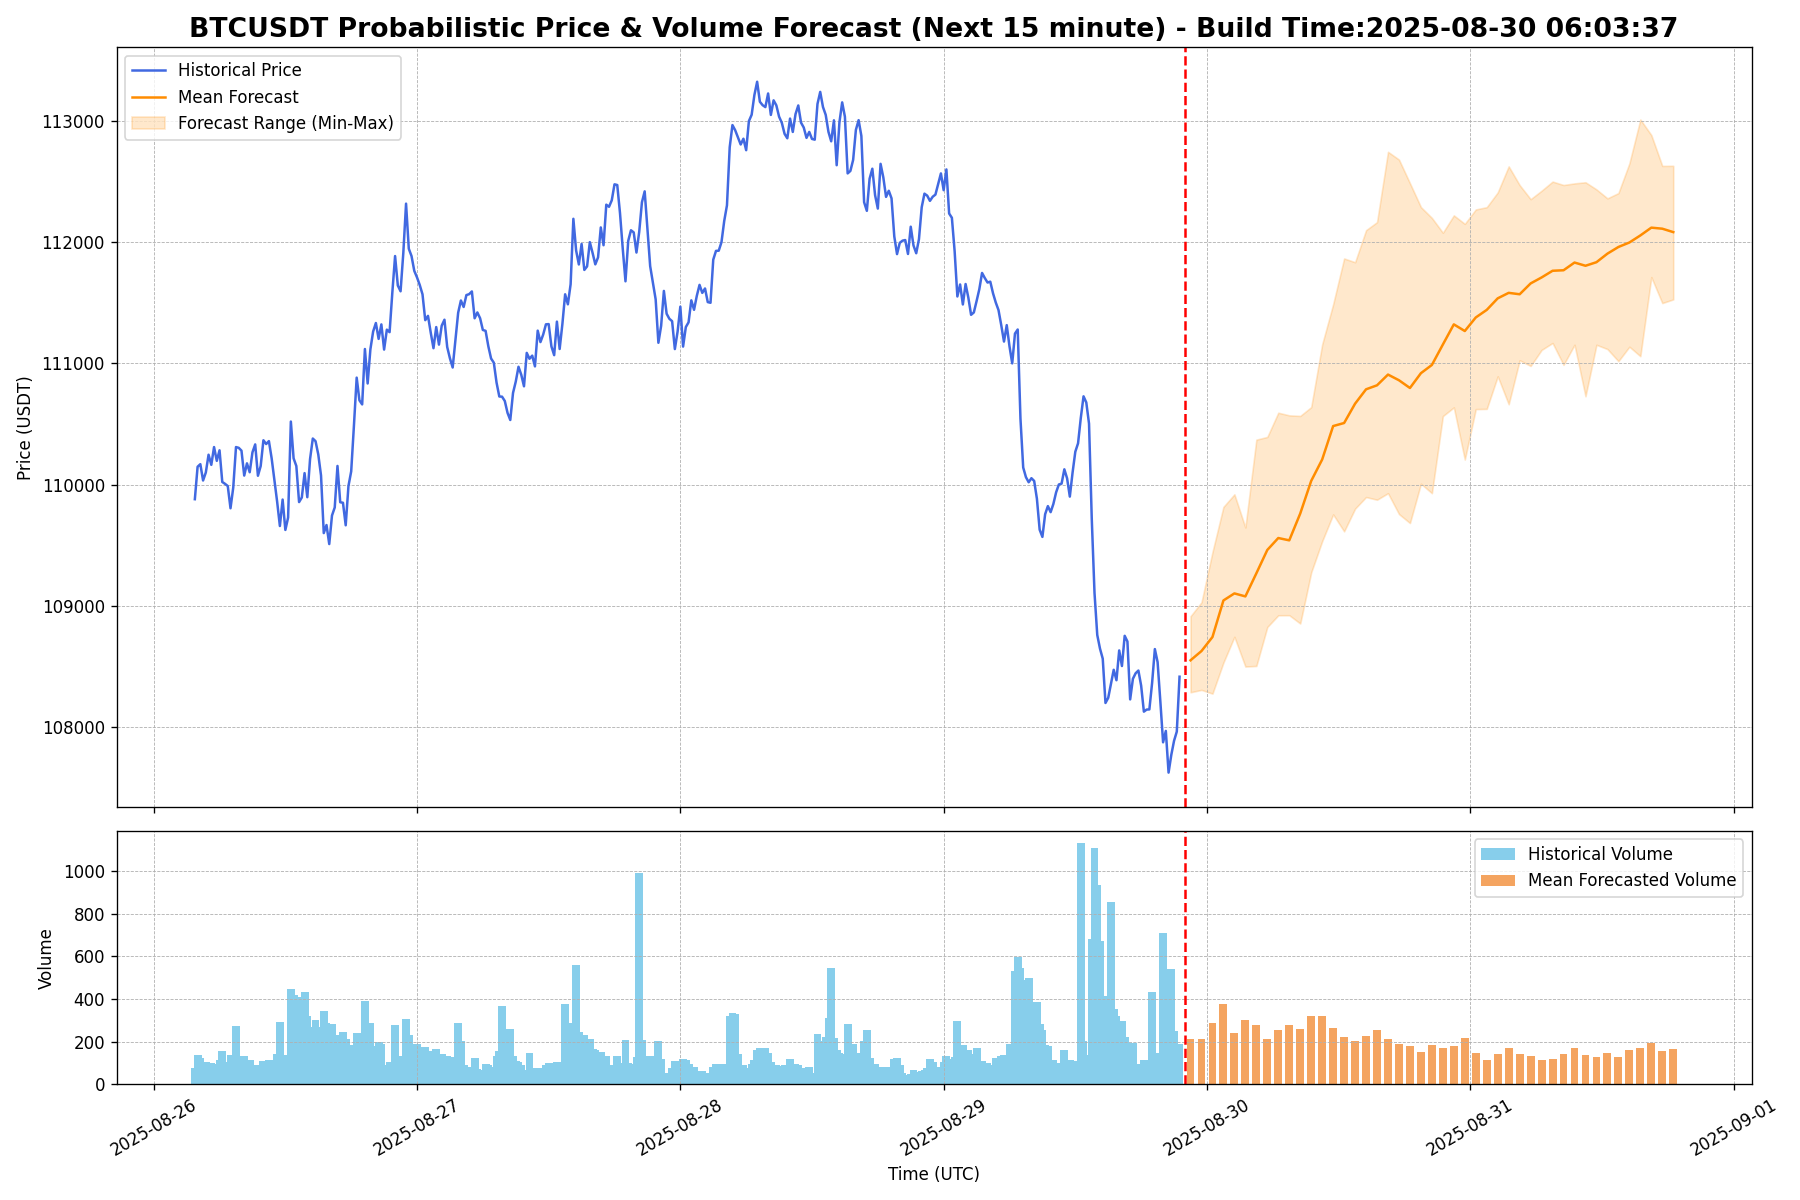 BTCUSDT Probabilistic Price & Volume Forecast (Next 15 minute) - Build Time:2025-08-30 06:03:37
Historical Price
Mean Forecast
Forecast Range (Min-Max)
113000
112000
111000
110000
109000
108000
Price (USDT)
Historical Volume
Mean Forecasted Volume
1000
800
600
400
200
0
Volume
2025-08-26
2025-08-27
2025-08-28
2025-08-29
2025-08-30
2025-08-31
2025-09-01
Time (UTC)